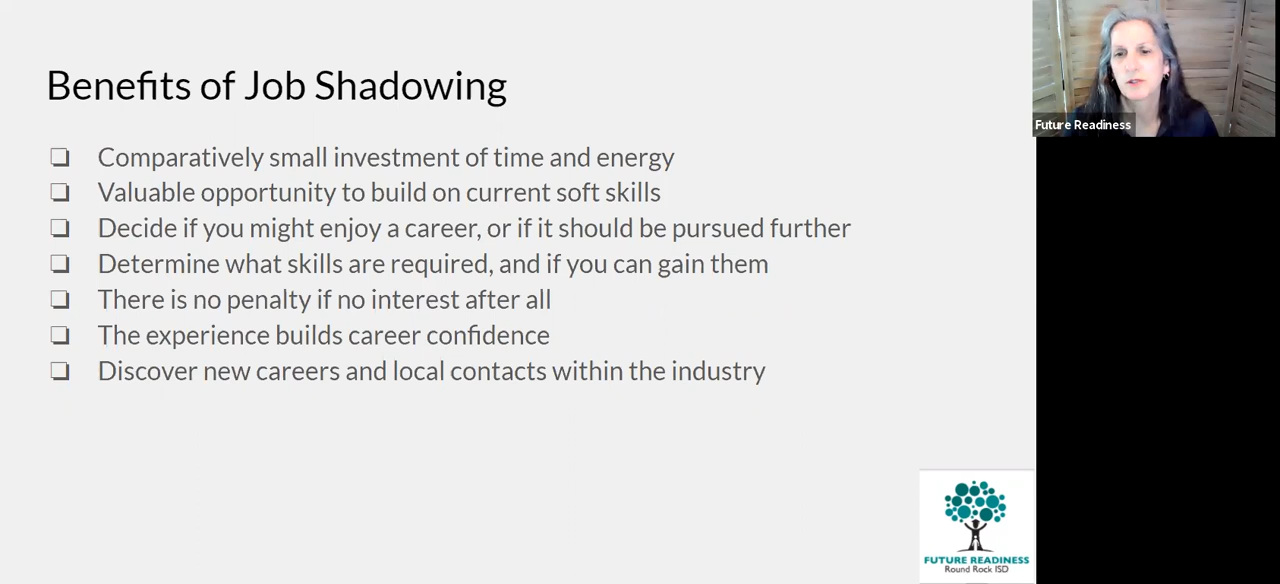 Benefits of Job Shadowing
❏ Comparatively small investment of time and energy
❏ Valuable opportunity to build on current soft skills
❏ Decide if you might enjoy a career, or if it should be pursued further
❏ Determine what skills are required, and if you can gain them
❏ There is no penalty if no interest after all
❏ The experience builds career confidence
❏ Discover new careers and local contacts within the industry
Future Readiness
FUTURE READINESS
Round Rock ISD